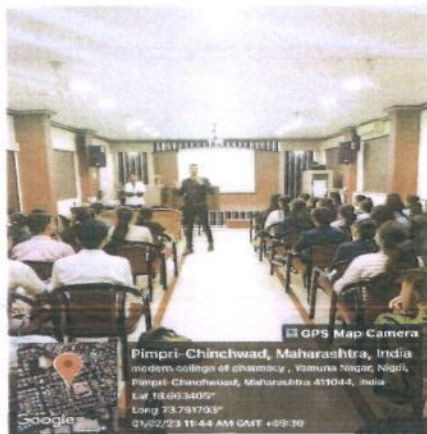 GPS Map Camera
Pimpri-Chinchwad, Maharashtra, India
modern college of pharmacy , Yamuna Nagar, Nigdi,
Pimpri-Chinchwad, Maharashtra 411044, India
Lat 18.663405°
Long 73.761703°
01/02/23 11:44 AM GMT +05:30
Google